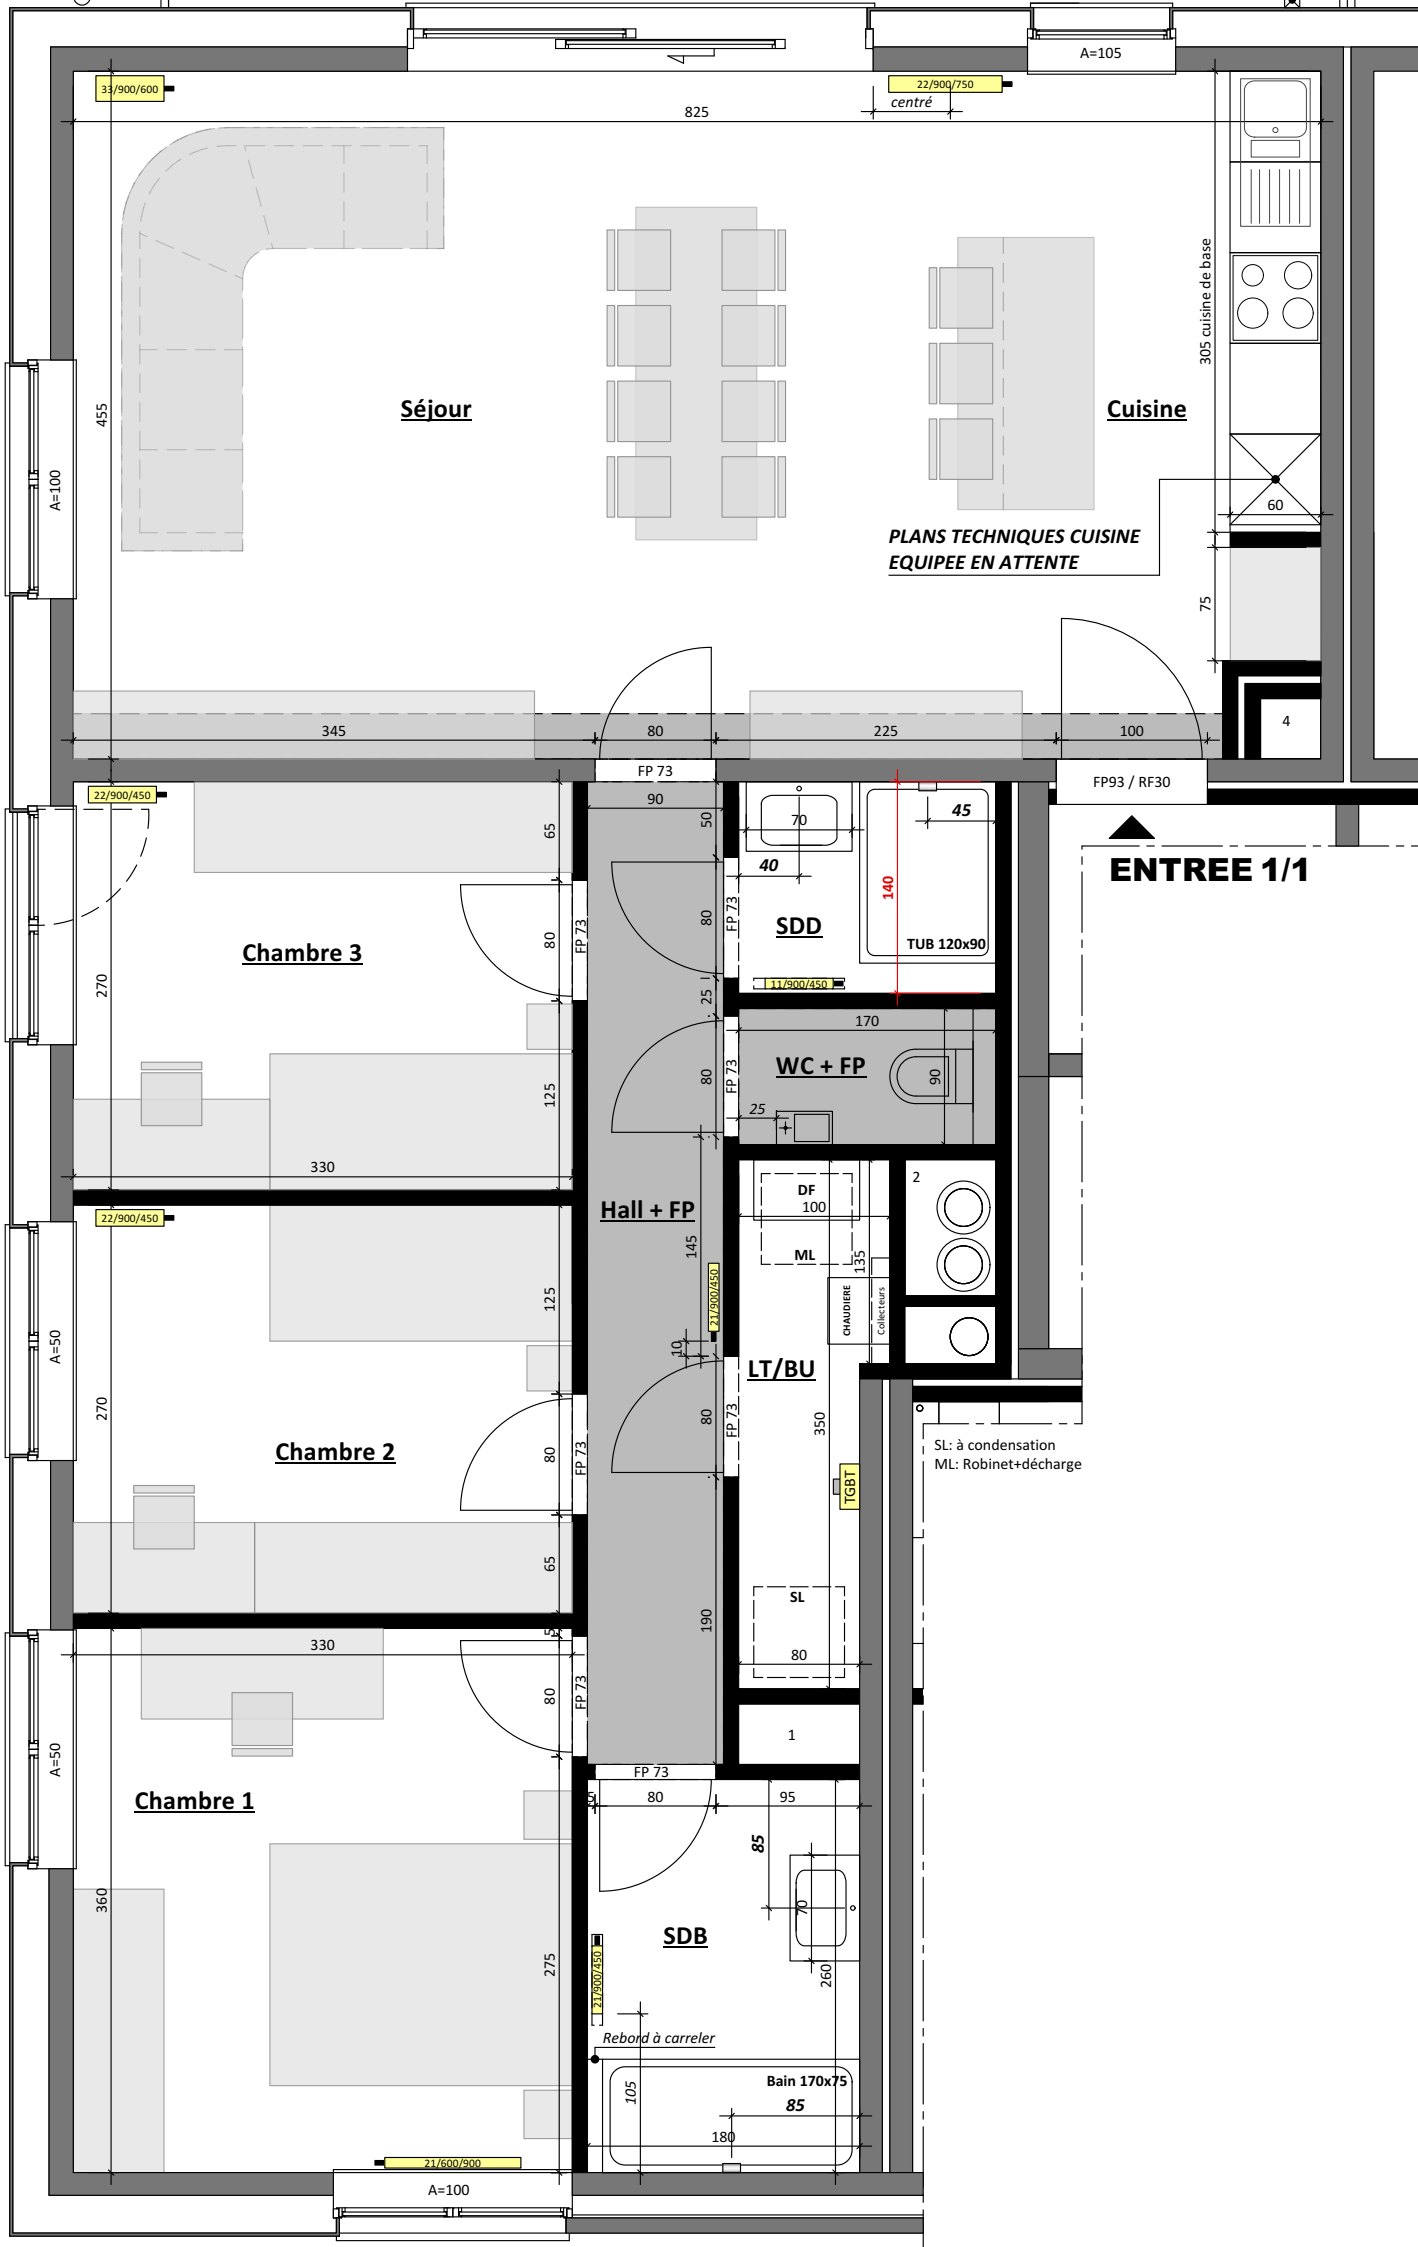 A=105
33/900/600
22/900/750
centré
825
305 cuisine de base
455
Séjour
Cuisine
A=100
60
PLANS TECHNIQUES CUISINE
EQUIPEE EN ATTENTE
75
4
345
80
225
100
FP 73
FP93 / RF30
22/900/450
90
50
70
45
65
40
140
ENTREE 1/1
80
FP 73
80
FP 73
SDD
TUB 120x90
Chambre 3
270
11/900/450
25
170
80
FP 73
WC + FP
90
25
125
330
22/900/450
Hall + FP
DF
100
ML
2
145
135
125
21/900/450
CHAUDIERE
Collecteurs
A=50
10
LT/BU
270
80
FP 73
350
Chambre 2
80
FP 73
SL: à condensation
ML: Robinet+décharge
TGBT
65
SL
190
5
330
80
80
FP 73
1
A=50
FP 73
5
80
95
Chambre 1
85
70
360
SDB
275
260
21/900/450
Rebord à carreler
105
Bain 170x75
85
180
21/600/900
A=100